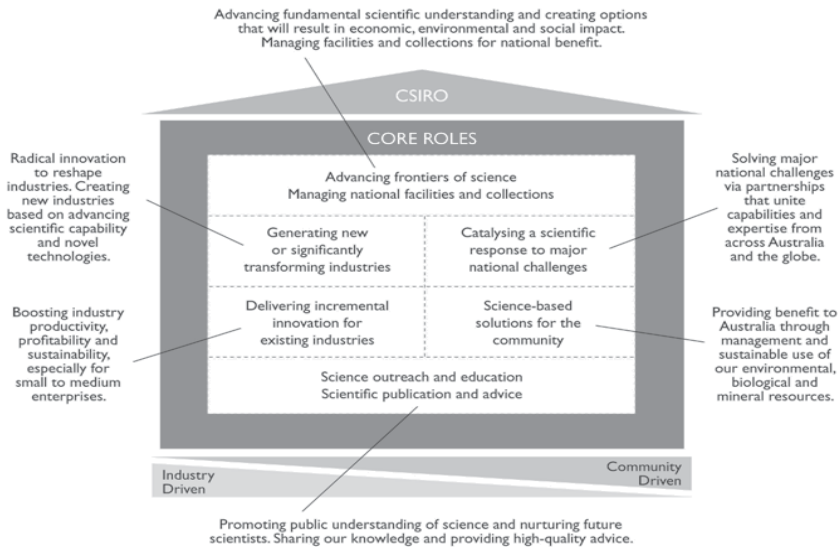 Advancing fundamental scientific understanding and creating options
that will result in economic, environmental and social impact.
Managing facilities and collections for national benefit.
CSIRO
CORE ROLES
Radical innovation
to reshape
industries. Creating
new industries
based on advancing
scientific capability
and novel
technologies.
Advancing frontiers of science
Managing national facilities and collections
Solving major
national challenges
via partnerships
that unite
capabilities and
expertise from
across Australia
and the globe.
Generating new
or significantly
transforming industries
Catalysing a scientific
response to major
national challenges
Boosting industry
productivity,
profitability and
sustainability,
especially for
small to medium
enterprises.
Delivering incremental
innovation for
existing industries
Science-based
solutions for the
community
Providing benefit to
Australia through
management and
sustainable use of
our environmental,
biological and
mineral resources.
Science outreach and education
Scientific publication and advice
Industry
Driven
Community
Driven
Promoting public understanding of science and nurturing future
scientists. Sharing our knowledge and providing high-quality advice.